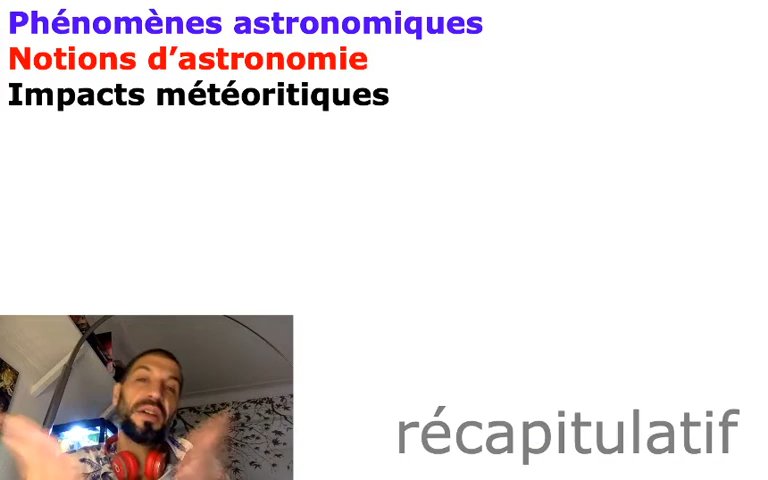 Phénomènes astronomiques
Notions d’astronomie
Impacts météoritiques
récapitulatif